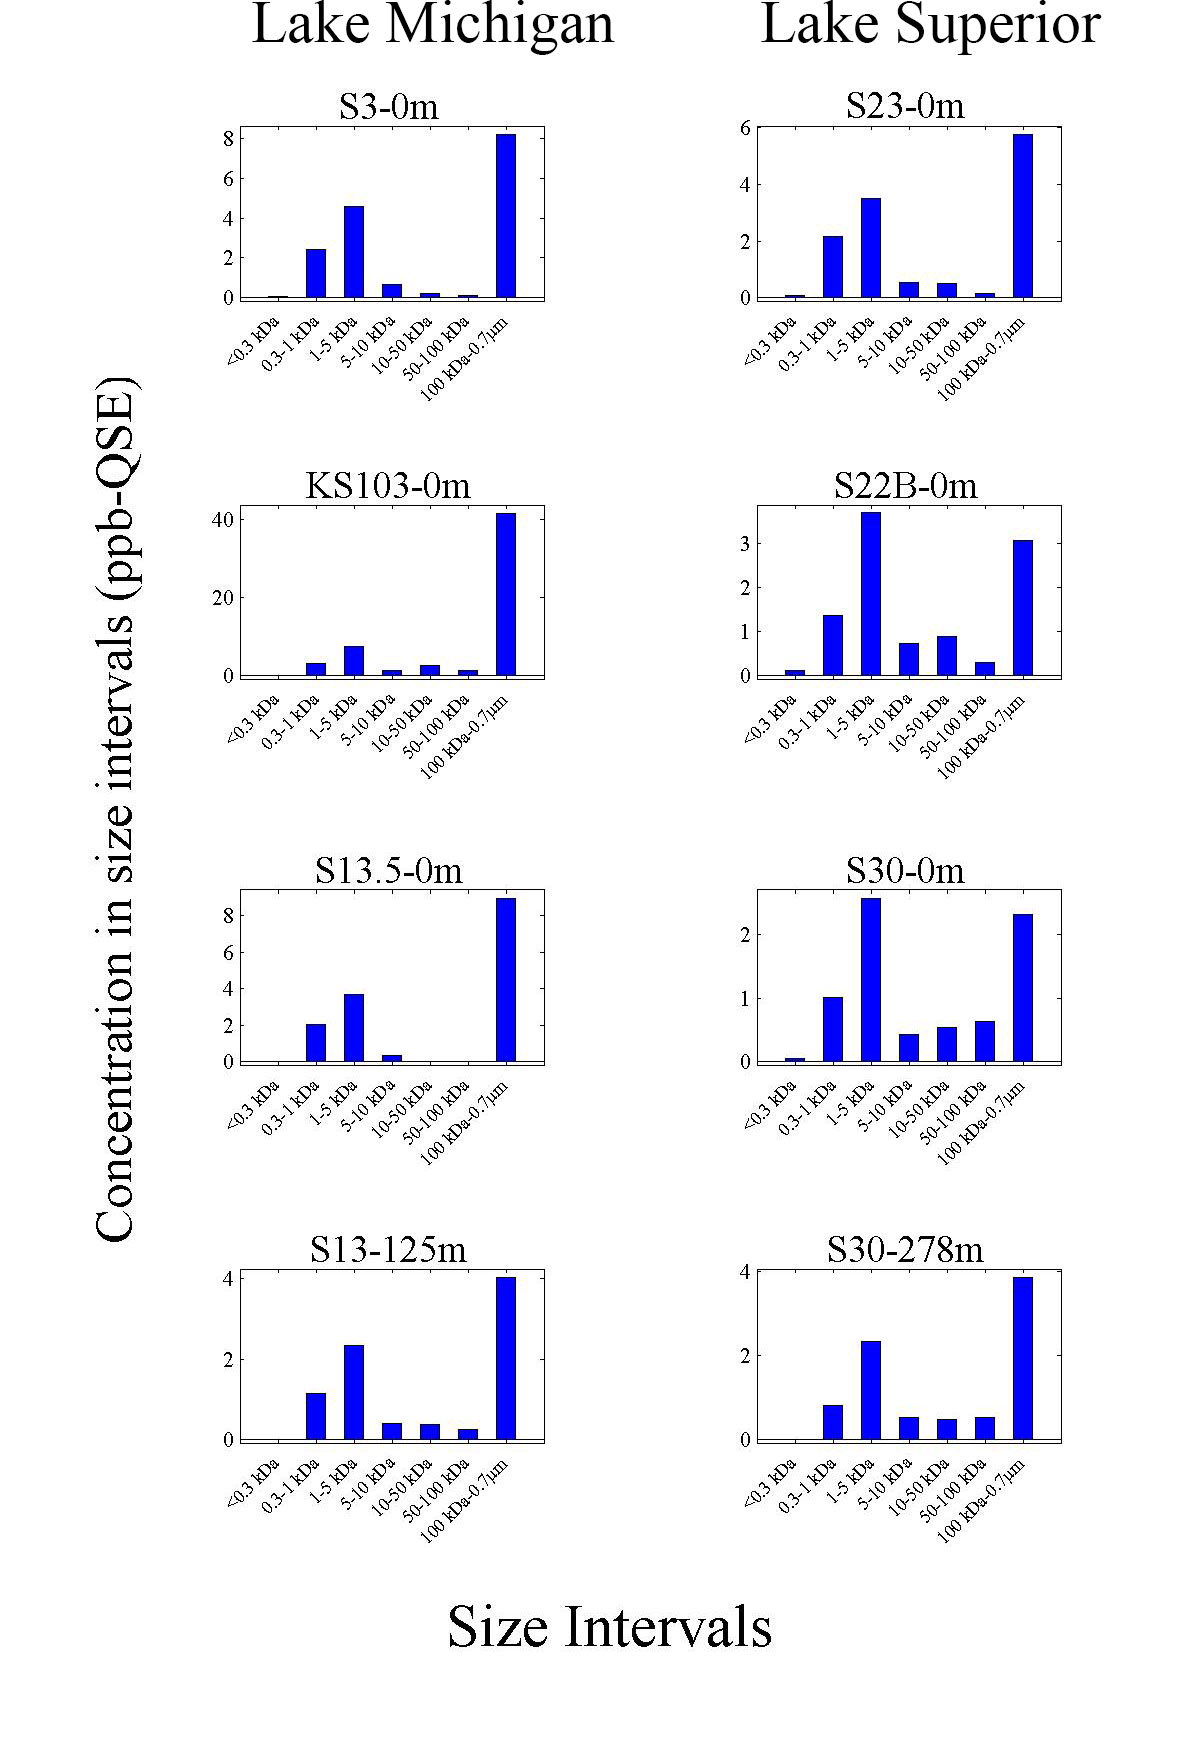 Lake Michigan
Lake Superior
Concentration in size intervals (ppb-QSE)
S3-0m
8
6
4
2
0
<0.3 kDa
0.3-1 kDa
1-5 kDa
5-10 kDa
10-50 kDa
50-100 kDa
100 kDa-0.7µm
S23-0m
6
4
2
0
<0.3 kDa
0.3-1 kDa
1-5 kDa
5-10 kDa
10-50 kDa
50-100 kDa
100 kDa-0.7µm
KS103-0m
40
20
0
<0.3 kDa
0.3-1 kDa
1-5 kDa
5-10 kDa
10-50 kDa
50-100 kDa
100 kDa-0.7µm
S22B-0m
3
2
1
0
<0.3 kDa
0.3-1 kDa
1-5 kDa
5-10 kDa
10-50 kDa
50-100 kDa
100 kDa-0.7µm
S13.5-0m
8
6
4
2
0
<0.3 kDa
0.3-1 kDa
1-5 kDa
5-10 kDa
10-50 kDa
50-100 kDa
100 kDa-0.7µm
S30-0m
2
1
0
<0.3 kDa
0.3-1 kDa
1-5 kDa
5-10 kDa
10-50 kDa
50-100 kDa
100 kDa-0.7µm
S13-125m
4
2
0
<0.3 kDa
0.3-1 kDa
1-5 kDa
5-10 kDa
10-50 kDa
50-100 kDa
100 kDa-0.7µm
S30-278m
4
2
0
<0.3 kDa
0.3-1 kDa
1-5 kDa
5-10 kDa
10-50 kDa
50-100 kDa
100 kDa-0.7µm
Size Intervals